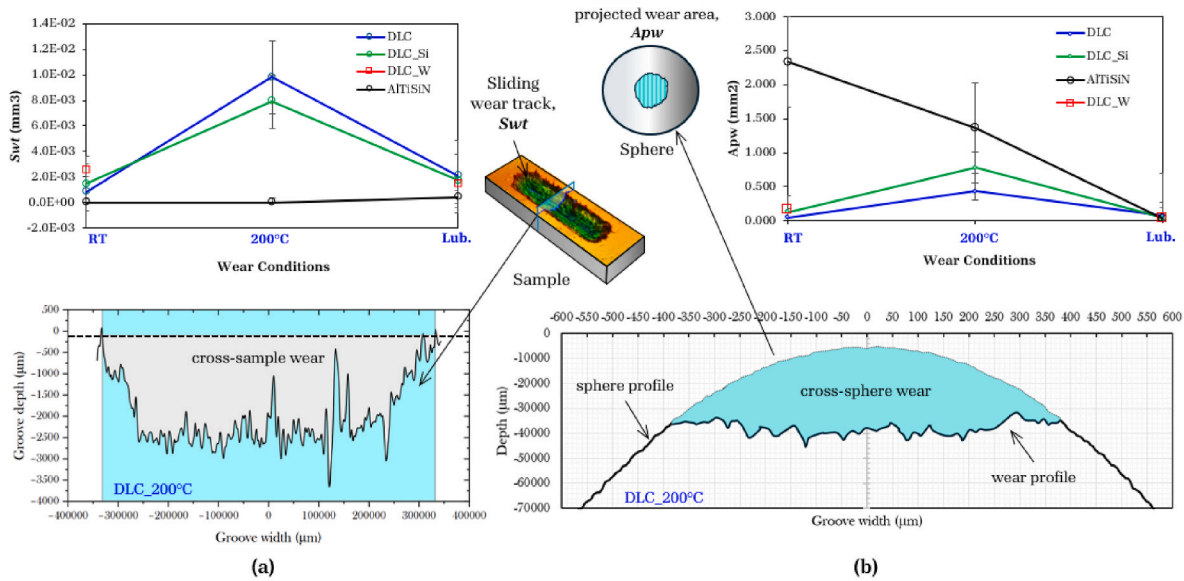 1.4E-02
1.2E-02
1.0E-02
8.0E-03
6.0E-03
4.0E-03
2.0E-03
0.0E+00
-2.0E-03
Swt (mm3)
DLC
DLC_Si
DLC_W
AlTiSiN
RT
200°C
Lub.
Wear Conditions
projected wear area,
Apw
Sphere
Sliding
wear track,
Swt
Sample
3.000
2.500
2.000
1.500
1.000
0.500
0.000
Apw (mm2)
DLC
DLC_Si
AlTiSiN
DLC_W
RT
200°C
Lub.
Wear Conditions
500
0
-500
-1000
-1500
-2000
-2500
-3000
-3500
-4000
Groove depth (μm)
cross-sample wear
DLC_200°C
-400000 -300000 -200000 -100000 0 100000 200000 300000 400000
Groove width (μm)
(a)
-600 -550 -500 -450 -400 -350 -300 -250 -200 -150 -100 -50 0 50 100 150 200 250 300 350 400 450 500 550 600
0
-10000
-20000
-30000
-40000
-50000
-60000
-70000
Depth (μm)
sphere profile
cross-sphere wear
wear profile
DLC_200°C
Groove width (μm)
(b)